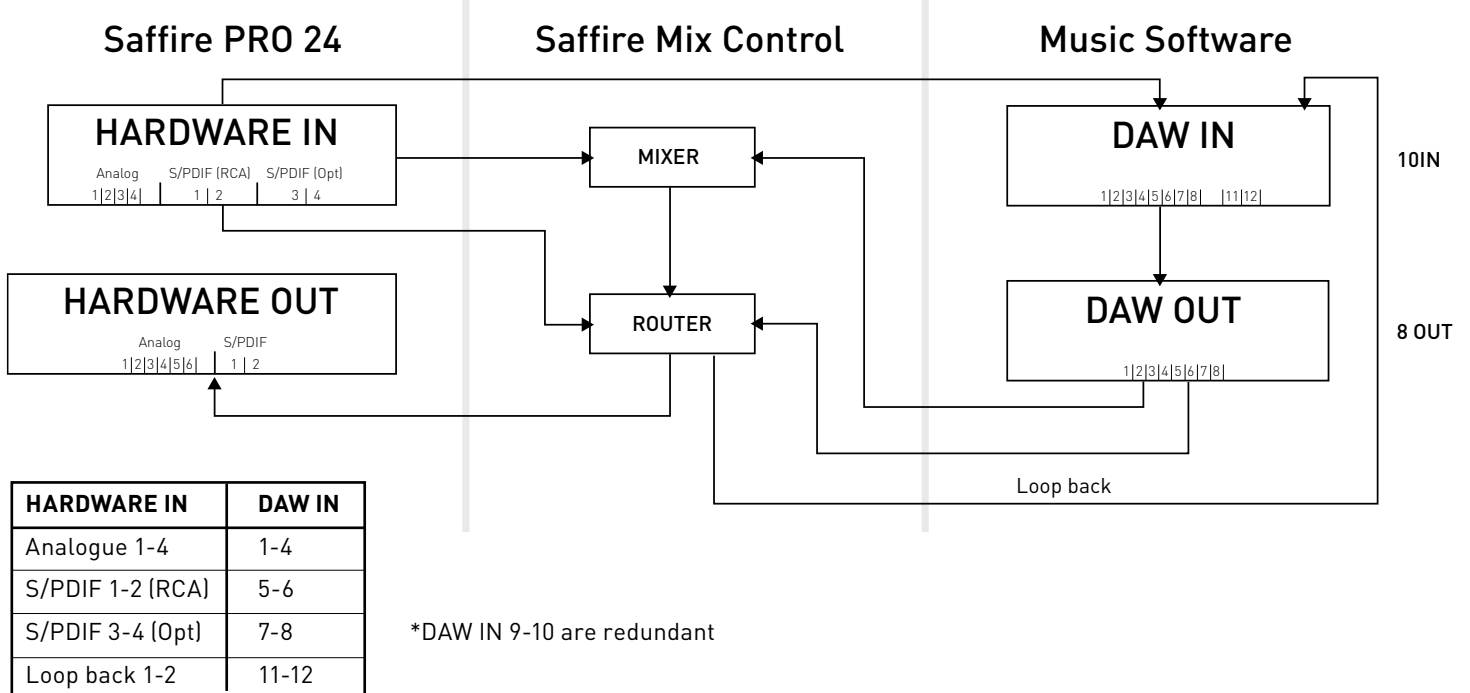 Saffire PRO 24
Saffire Mix Control
Music Software
HARDWARE IN
Analog
S/PDIF (RCA)
S/PDIF (Opt)
1|2|3|4|
1 | 2
3 | 4
MIXER
DAW IN
1|2|3|4|5|6|7|8| |11|12|
10IN
HARDWARE OUT
Analog
S/PDIF
1|2|3|4|5|6|
1 | 2
ROUTER
DAW OUT
1|2|3|4|5|6|7|8|
8 OUT
Loop back
HARDWARE IN DAW IN
Analogue 1-4 1-4
S/PDIF 1-2 (RCA) 5-6
S/PDIF 3-4 (Opt) 7-8
Loop back 1-2 11-12
*DAW IN 9-10 are redundant